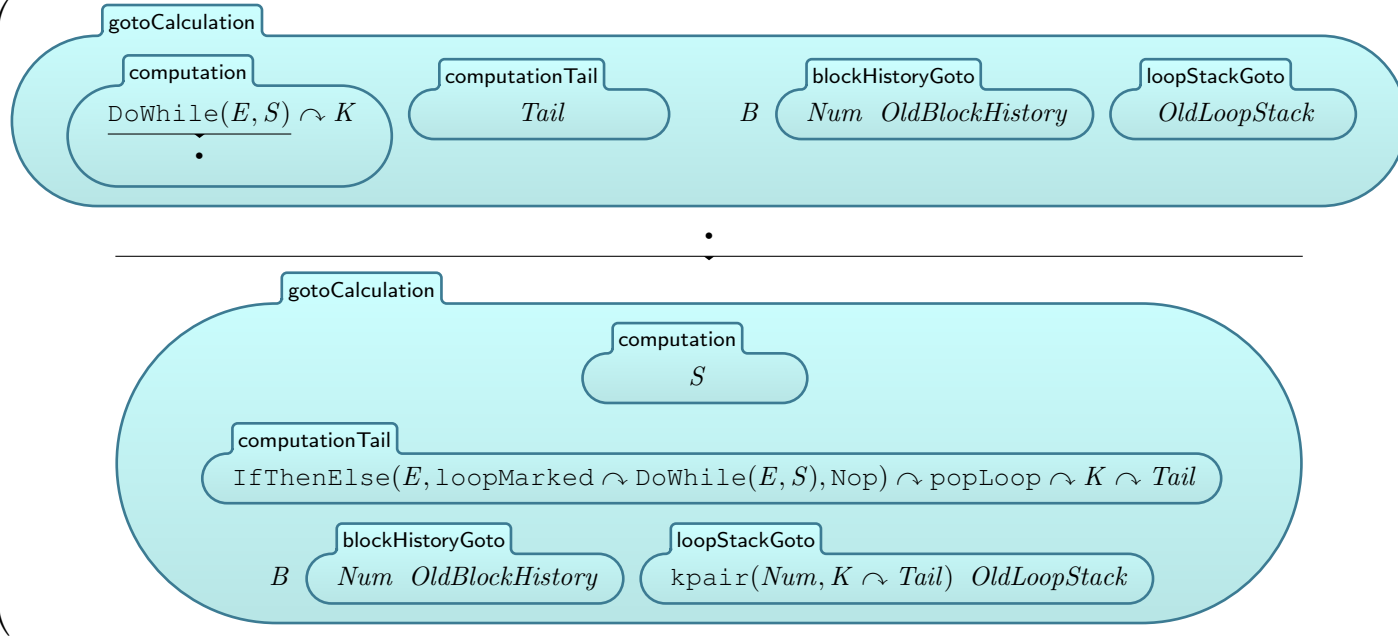 gotoCalculation
computation computationTail blockHistoryGoto loopStackGoto
DoWhile(E, S) ↷ K Tail B Num OldBlockHistory OldLoopStack
•
•
gotoCalculation
computation
S
computationTail
IfThenElse(E, loopMarked ↷ DoWhile(E, S), Nop) ↷ popLoop ↷ K ↷ Tail
blockHistoryGoto loopStackGoto
B Num OldBlockHistory kpair(Num, K ↷ Tail) OldLoopStack